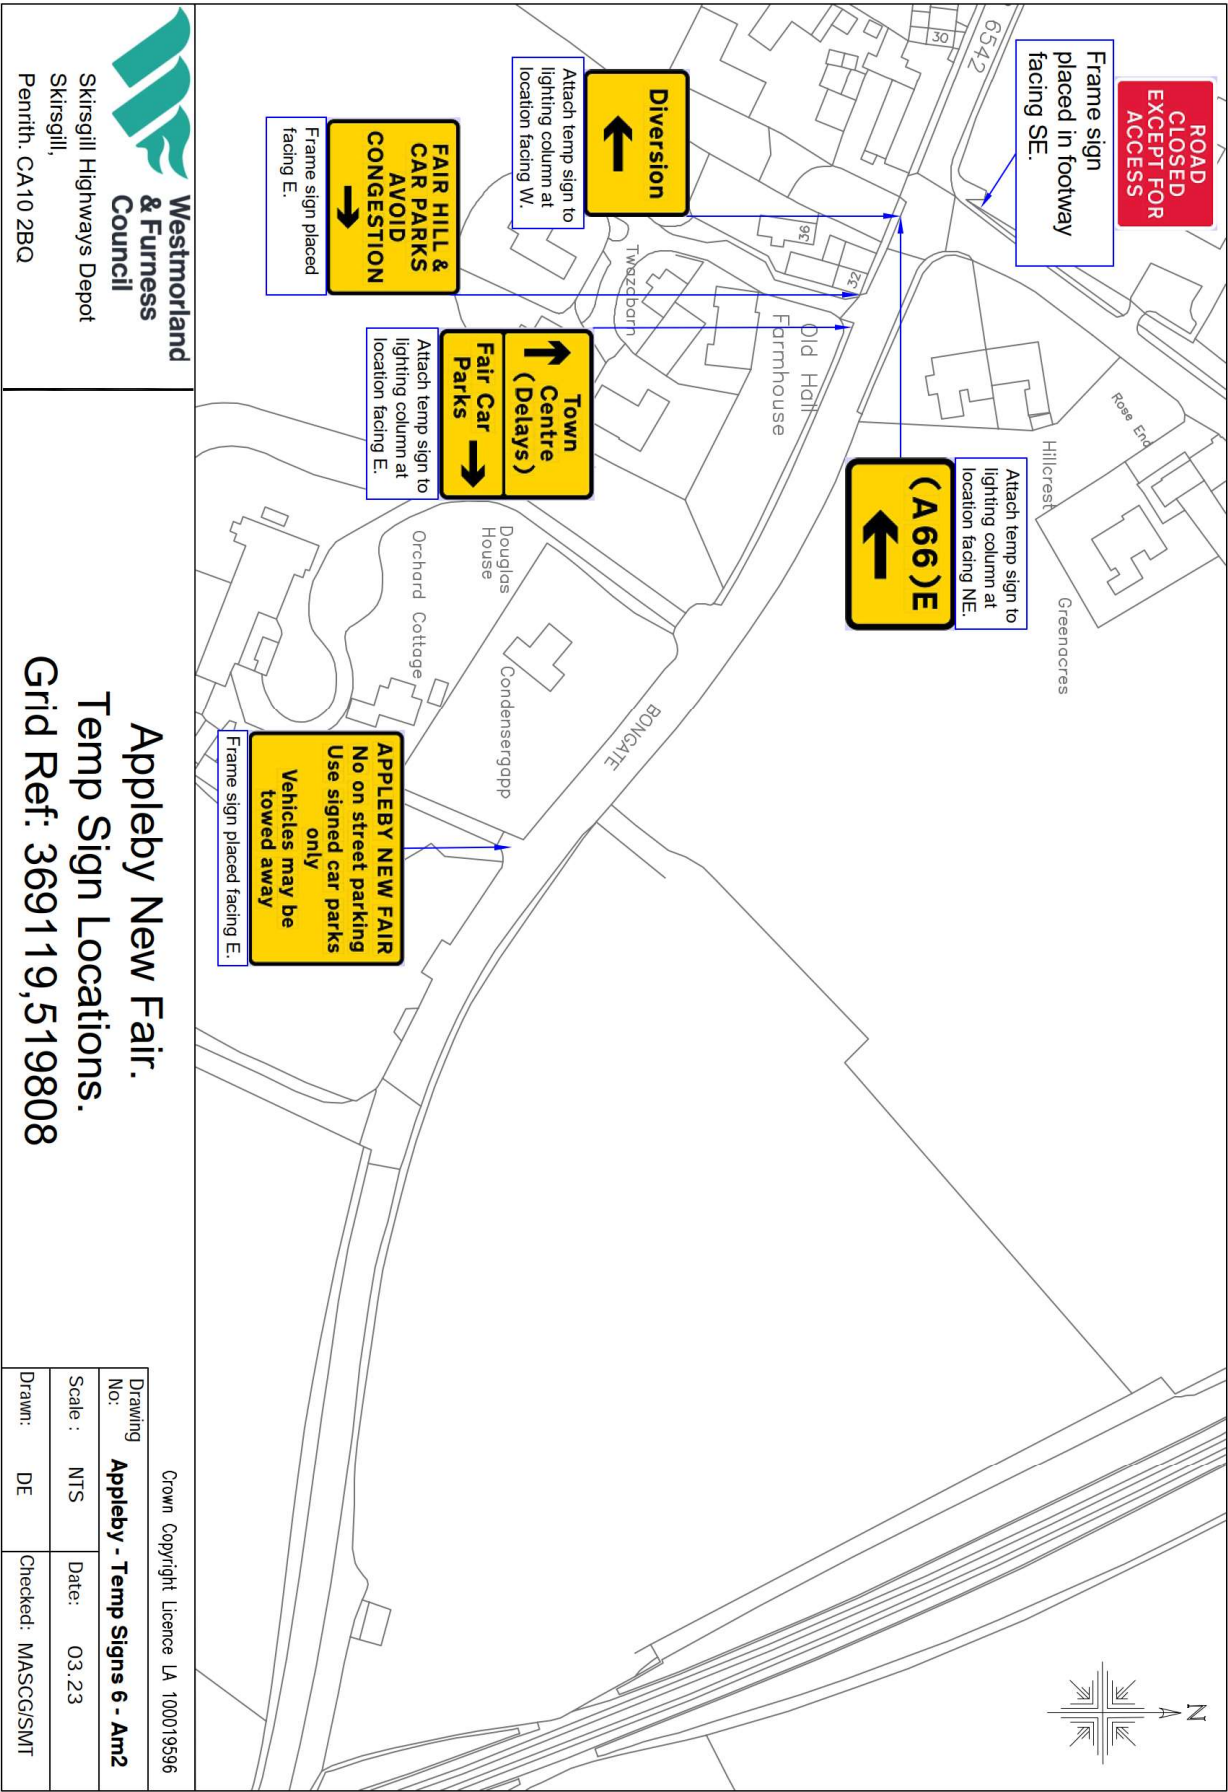 ROAD
CLOSED
EXCEPT FOR
ACCESS
Frame sign
placed in footway
facing SE.
6542
30
Diversion
Attach temp sign to
lighting column at
location facing W.
FAIR HILL &
CAR PARKS
AVOID
CONGESTION
Frame sign placed
facing E.
36
32
Twazabarn
Old Hall
Farmhouse
Town
Centre
(Delays)
Fair Car
Parks
Attach temp sign to
lighting column at
location facing E.
Attach temp sign to
lighting column at
location facing NE.
(A66)E
Rose End
Hillcrest
Greenacres
Douglas
House
Orchard Cottage
Condensergapp
BONGATE
APPLEBY NEW FAIR
No on street parking
Use signed car parks
only
Vehicles may be
towed away
Frame sign placed facing E.
N
Westmorland
& Furness
Council
Skirsgill Highways Depot
Skirsgill,
Penrith. CA10 2BQ
Appleby New Fair.
Temp Sign Locations.
Grid Ref: 369119,519808
Crown Copyright Licence LA 100019596
Drawing
No: Appleby - Temp Signs 6 - Am2
Scale : NTS Date: 03.23
Drawn: DE Checked: MASCG/SMT